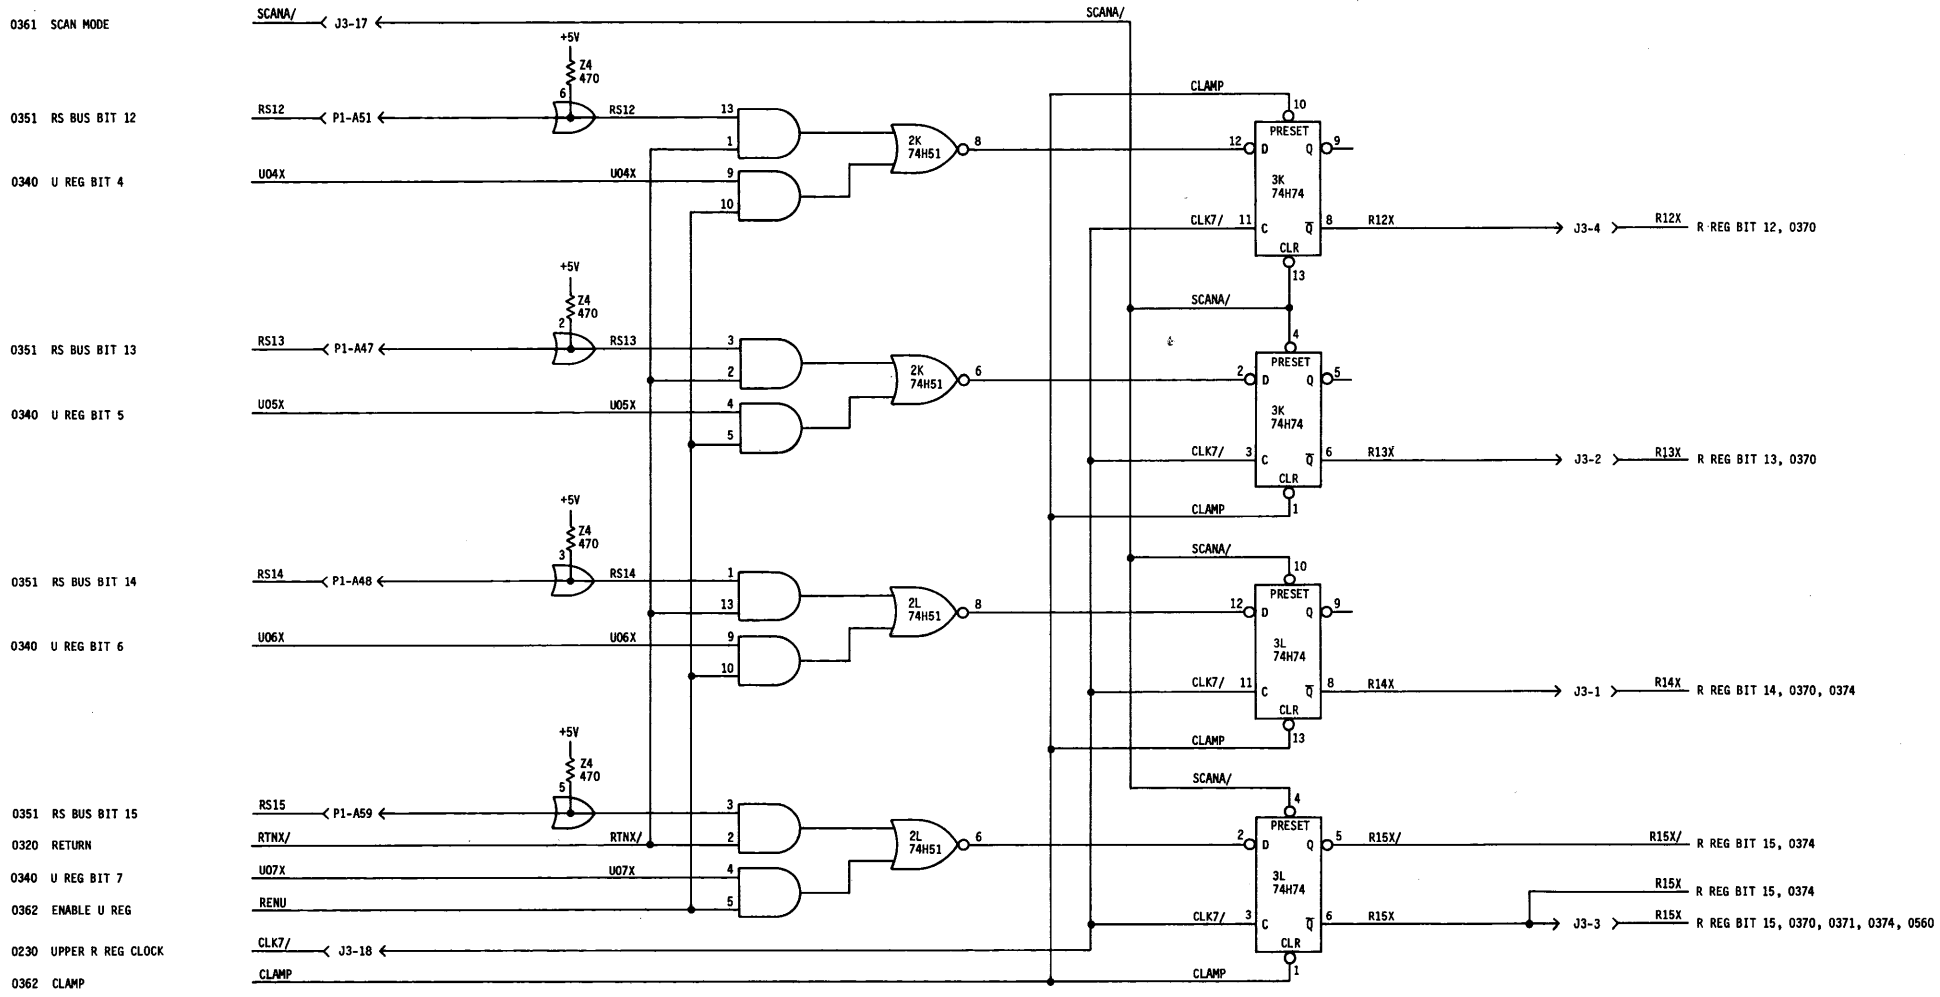 0361 SCAN MODE SCANA/ J3-17 SCANA/
+5V
Z4
470
6
CLAMP
10
0351 RS BUS BIT 12 RS12 P1-A51 RS12 13
PRESET
1 2K
74H51 8 12 D Q 9
0340 U REG BIT 4 U04X U04X 9
3K
74H74
10
CLK7/ 11 C Q 8 R12X J3-4 R12X R REG BIT 12, 0370
CLR
13
+5V
Z4
470
2
SCANA/
4
0351 RS BUS BIT 13 RS13 P1-A47 RS13 3
PRESET
2 2K
74H51 6 2 D Q 5
0340 U REG BIT 5 U05X U05X 4
3K
74H74
5
CLK7/ 3 C Q 6 R13X J3-2 R13X R REG BIT 13, 0370
CLR
CLAMP 1
+5V
Z4
470
3
SCANA/
10
0351 RS BUS BIT 14 RS14 P1-A48 RS14 1
PRESET
13 2L
74H51 8 12 D Q 9
0340 U REG BIT 6 U06X U06X 9
3L
74H74
10
CLK7/ 11 C Q 8 R14X J3-1 R14X R REG BIT 14, 0370, 0374
CLR
CLAMP 13
+5V
Z4
470
5
SCANA/
4
0351 RS BUS BIT 15 RS15 P1-A59 RS15 3
PRESET
0320 RETURN RTNX/ RTNX/ 2 2L
74H51 6 2 D Q 5 R15X/ R15X/ R REG BIT 15, 0374
0340 U REG BIT 7 U07X U07X 4
3L
74H74
R15X R REG BIT 15, 0374
0362 ENABLE U REG RENU 5
CLK7/ 3 C Q 6 R15X J3-3 R15X R REG BIT 15, 0370, 0371, 0374, 0560
CLR
0230 UPPER R REG CLOCK CLK7/ J3-18
0362 CLAMP CLAMP CLAMP 1